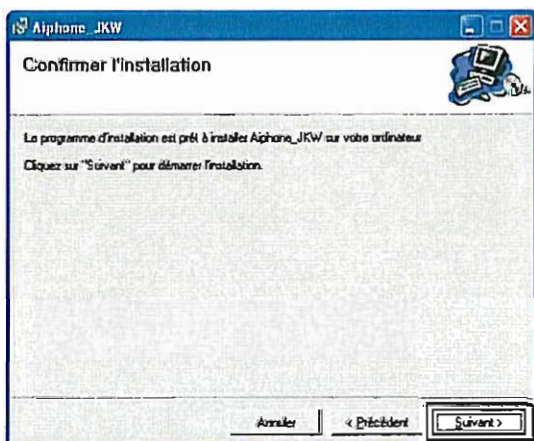 Aiphone_JKW
Confirmer l'installation
Le programme d'installation est prêt à installer Aiphone_JKW sur votre ordinateur
Cliquez sur "Suivant" pour démarrer l'installation.
Annuler
< Précédent
Suivant >